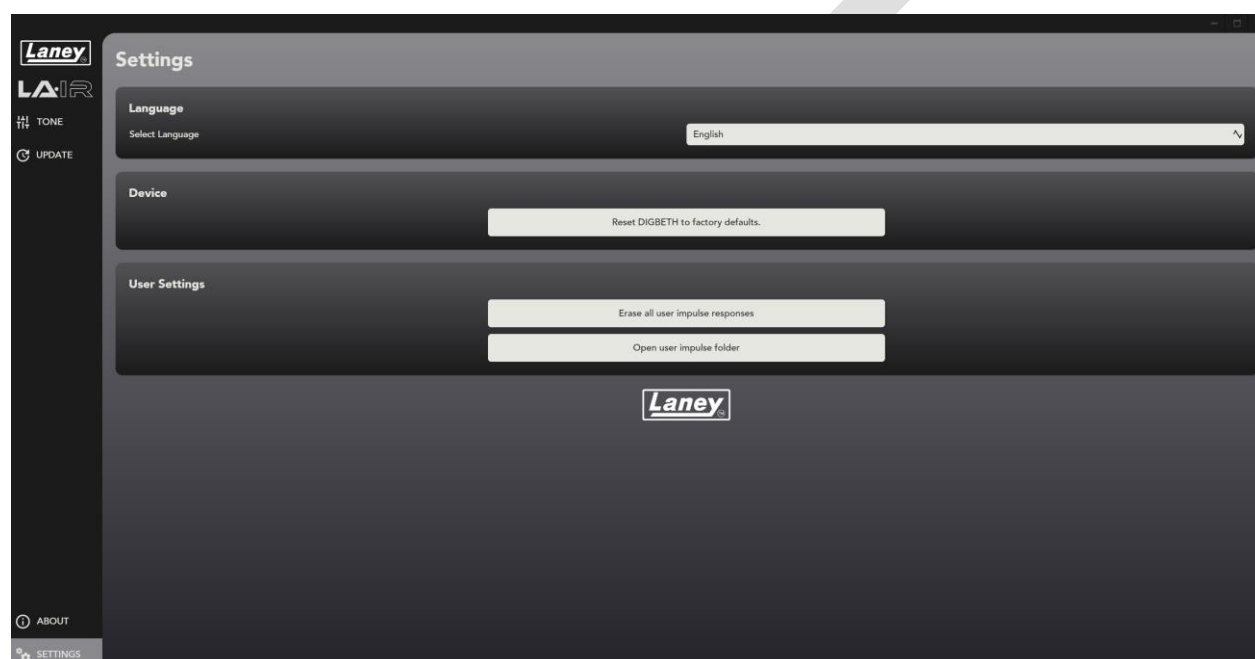 Laney
LA·IR
TONE
UPDATE
Settings
Language
Select Language
English
Device
Reset DIGBETH to factory defaults.
User Settings
Erase all user impulse responses
Open user impulse folder
Laney
ABOUT
SETTINGS